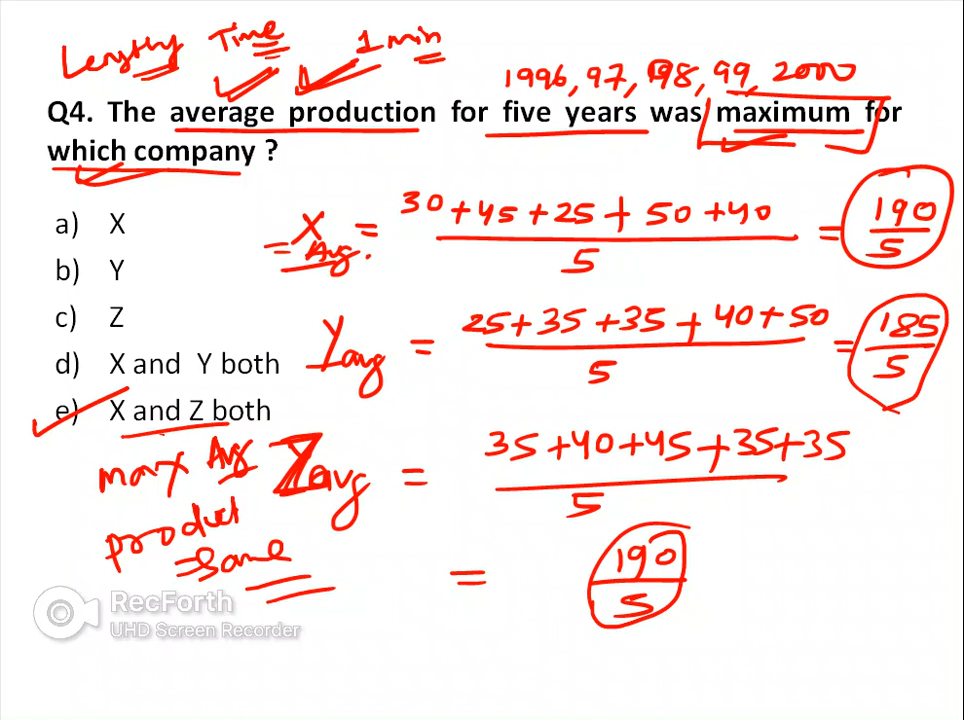 Lengthy Time 1 min
1996, 97, 98, 99, 2000
Q4. The average production for five years was maximum for
which company ?
a) X
b) Y
c) Z
d) X and Y both
e) X and Z both
X Avg. = 30+45+25+50+40 / 5 = 190/5
Yavg = 25+35+35+40+50 / 5 = 185/5
Zavg = 35+40+45+35+35 / 5
= 190/5
max Avg
product
=same
RecForth
UHD Screen Recorder